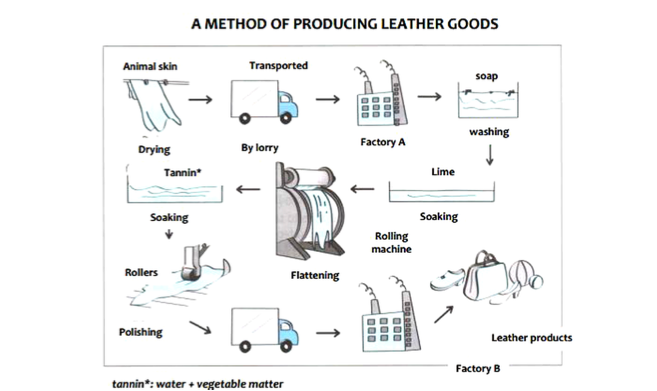 A METHOD OF PRODUCING LEATHER GOODS
Animal skin
Transported
soap
Drying
By lorry
Factory A
washing
Tannin*
Lime
Soaking
Soaking
Rolling
machine
Flattening
Rollers
Polishing
Leather products
Factory B
tannin*: water + vegetable matter